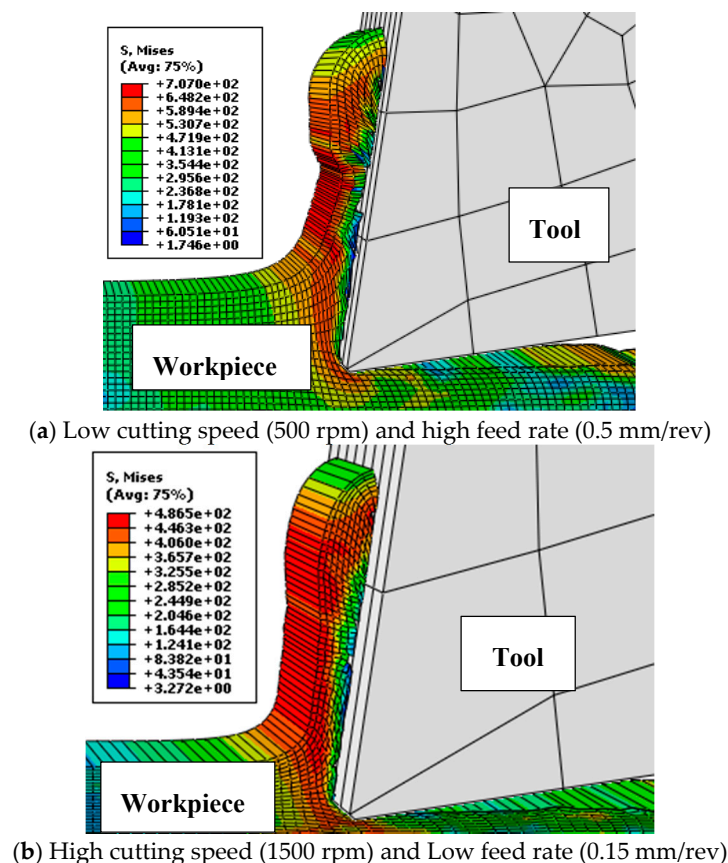 S, Mises
(Avg: 75%)
+7.070e+02
+6.482e+02
+5.894e+02
+5.307e+02
+4.719e+02
+4.131e+02
+3.544e+02
+2.956e+02
+2.368e+02
+1.781e+02
+1.193e+02
+6.051e+01
+1.746e+00
Tool
Workpiece
(a) Low cutting speed (500 rpm) and high feed rate (0.5 mm/rev)
S, Mises
(Avg: 75%)
+4.865e+02
+4.463e+02
+4.060e+02
+3.657e+02
+3.255e+02
+2.852e+02
+2.449e+02
+2.046e+02
+1.644e+02
+1.241e+02
+8.382e+01
+4.354e+01
+3.272e+00
Tool
Workpiece
(b) High cutting speed (1500 rpm) and Low feed rate (0.15 mm/rev)